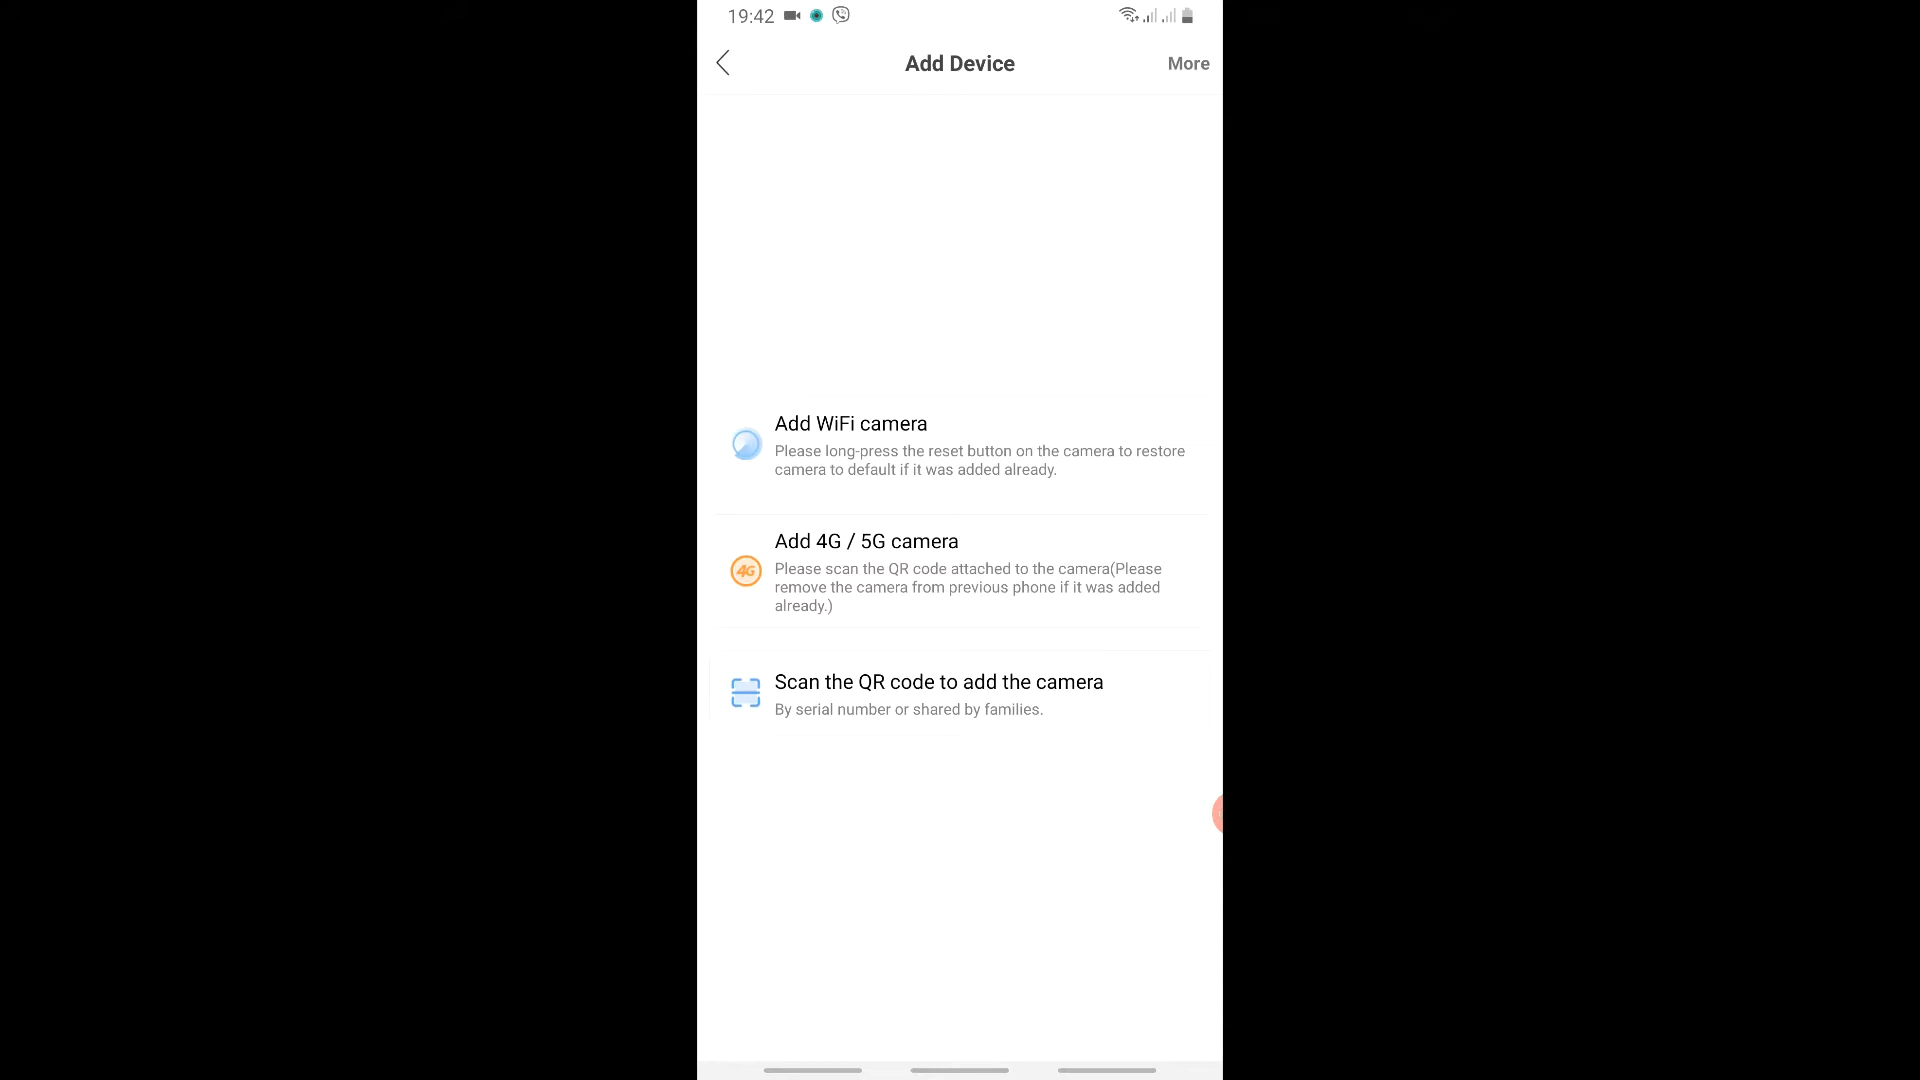 19:42
Add Device
More
Add WiFi camera
Please long-press the reset button on the camera to restore
camera to default if it was added already.
Add 4G / 5G camera
4G
Please scan the QR code attached to the camera(Please
remove the camera from previous phone if it was added
already.)
Scan the QR code to add the camera
By serial number or shared by families.